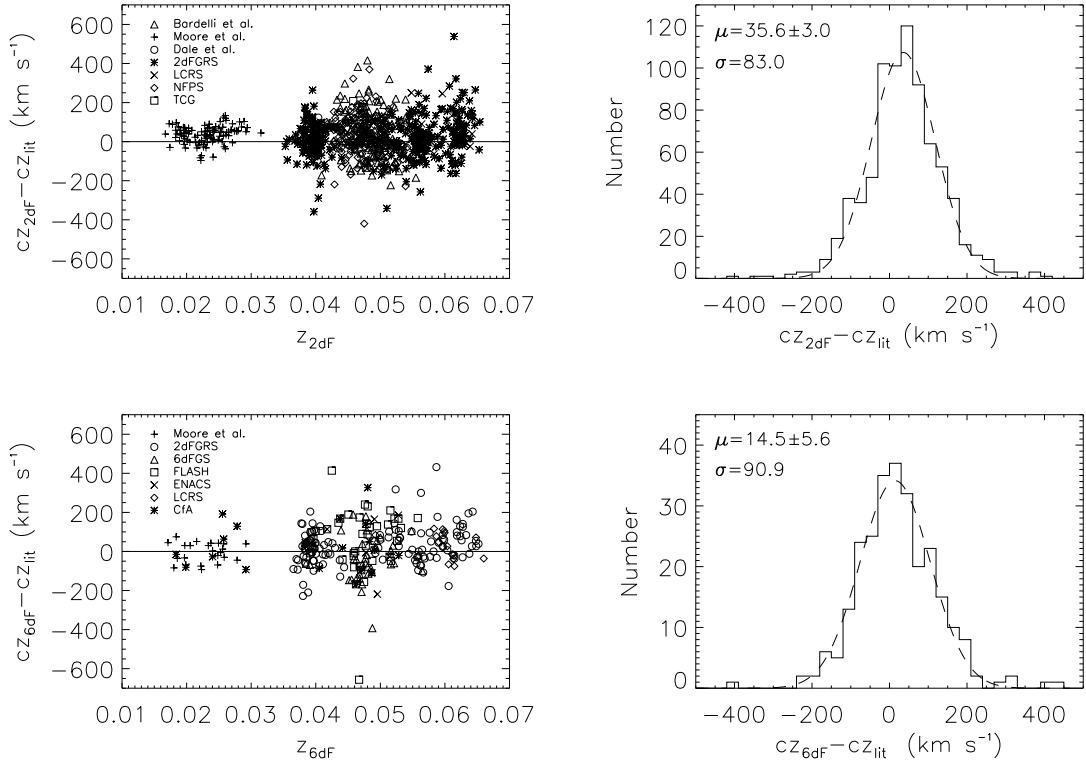 600
400
200
0
−200
−400
−600
cz2dF−czlit (km s−1)
Bardelli et al.
Moore et al.
Dale et al.
2dFGRS
LCRS
NFPS
TCG
0.01 0.02 0.03 0.04 0.05 0.06 0.07
z2dF
120
100
80
60
40
20
0
Number
μ=35.6±3.0
σ=83.0
−400 −200 0 200 400
cz2dF−czlit (km s−1)
600
400
200
0
−200
−400
−600
cz6dF−czlit (km s−1)
Moore et al.
2dFGRS
6dFGS
FLASH
ENACS
LCRS
CfA
0.01 0.02 0.03 0.04 0.05 0.06 0.07
z6dF
40
30
20
10
0
Number
μ=14.5±5.6
σ=90.9
−400 −200 0 200 400
cz6dF−czlit (km s−1)